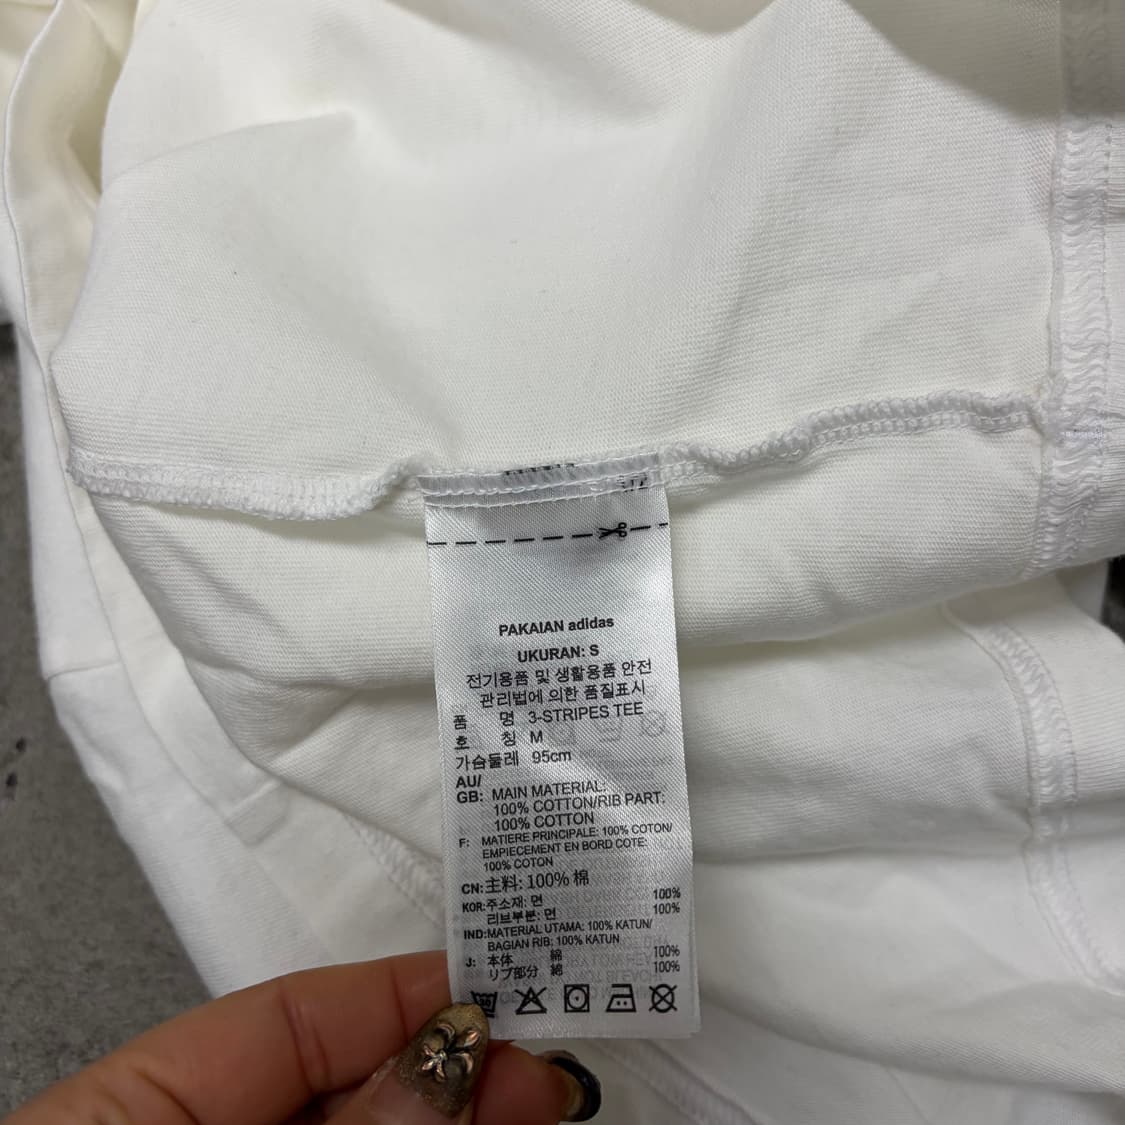 PAKAIAN adidas
UKURAN: S
전기용품 및 생활용품 안전
관리법에 의한 품질표시
품 명 3-STRIPES TEE
호 칭 M
가슴둘레 95cm
AU/
GB: MAIN MATERIAL:
100% COTTON/RIB PART:
100% COTTON
F: MATIERE PRINCIPALE: 100% COTON/
EMPIECEMENT EN BORD COTE:
100% COTON
CN: 主料: 100% 棉
KOR: 주소재: 면 100%
리브부분: 면 100%
IND: MATERIAL UTAMA: 100% KATUN/
BAGIAN RIB: 100% KATUN
J: 本体 綿 100%
リブ部分 綿 100%